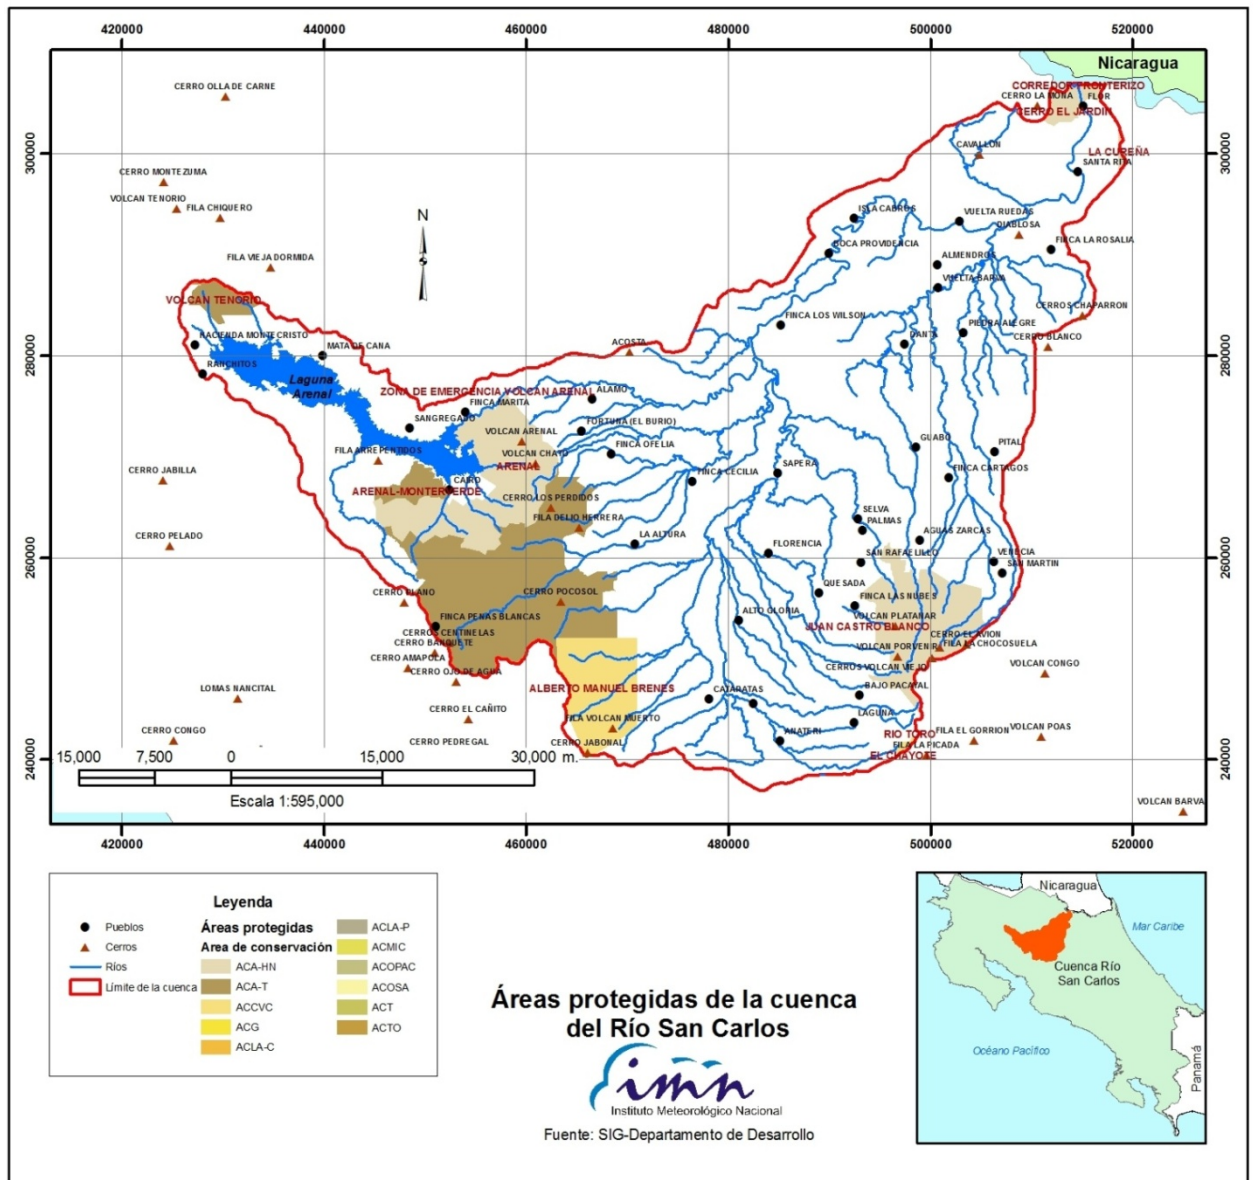 420000 440000 460000 480000 500000 520000
Nicaragua
CERRO OLLA DE CARNE
CORREDOR FRONTERIZO
CERRO LA MONA
FLOR
CERRO EL JARDIN
300000
300000
CAVALLON
LA CUREÑA
SANTA RITA
CERRO MONTEZUMA
VOLCAN TENORIO
FILA CHIQUERO
N
ISLA CABROS
VUELTA RUEDAS
DIABLOSA
BOCA PROVIDENCIA
FINCA LA ROSALIA
FILA VIEJA DORMIDA
ALMENDROS
VUELTA BARVA
VOLCAN TENORIO
CERROS CHAPARRON
FINCA LOS WILSON
PIEDRA ALEGRE
HACIENDA MONTECRISTO
DANTA
CERRO BLANCO
MATA DE CANA
ACOSTA
280000
280000
RANCHITOS
Laguna
Arenal
ZONA DE EMERGENCIA VOLCAN ARENAL
ALAMO
FINCA MARITA
SANGREGADO
FORTUNA (EL BURIO)
VOLCAN ARENAL
GLABO
PITAL
FINCA OFELIA
FILA ARREPENTIDOS
VOLCAN CHATO
ARENAL
SAPERA
FINCA CECILIA
FINCA CARTAGOS
CERRO JABILLA
CAIRO
ARENAL-MONTERVERDE
CERRO LOS PERDIDOS
SELVA
PALMAS
FILA DELIO HERRERA
LA ALTURA
AGUAS ZARCAS
CERRO PELADO
FLORENCIA
SAN RAFAELILLO
VENECIA
SAN MARTIN
260000
260000
QUESADA
CERRO PLANO
CERRO POCOSOL
FINCA LAS NUBES
ALTO GLORIA
VOLCAN PLATANAR
FINCA PENAS BLANCAS
JUAN CASTRO BLANCO
CERROS CENTINELAS
CERRO EL AVION
CERRO BANQUETE
FILA LA CHOCOSUELA
VOLCAN PORVENIR
CERRO AMAPOLA
CERROS VOLCAN VIEJO
VOLCAN CONGO
CERRO OJO DE AGUA
LOMAS NANCITAL
ALBERTO MANUEL BRENES
CATARATAS
BAJO PACAYAL
CERRO EL CAÑITO
FILA VOLCAN MUERTO
LAGUNA
CERRO CONGO
ANATERI
RIO TORO
FILA EL GORRION
VOLCAN POAS
CERRO PEDREGAL
CERRO JABONAL
FILA LA PICADA
EL CHAYOTE
240000
240000
15,000 7,500 0 15,000 30,000 m.
Escala 1:595,000
VOLCAN BARVA
420000 440000 460000 480000 500000 520000
Leyenda
Pueblos
Cerros
Ríos
Límite de la cuenca
Áreas protegidas
Area de conservación
ACA-HN
ACA-T
ACCVC
ACG
ACLA-C
ACLA-P
ACMIC
ACOPAC
ACOSA
ACT
ACTO
Áreas protegidas de la cuenca
del Río San Carlos
imn
Instituto Meteorológico Nacional
Fuente: SIG-Departamento de Desarrollo
Nicaragua
Mar Caribe
Cuenca Río
San Carlos
Océano Pacífico
Panamá